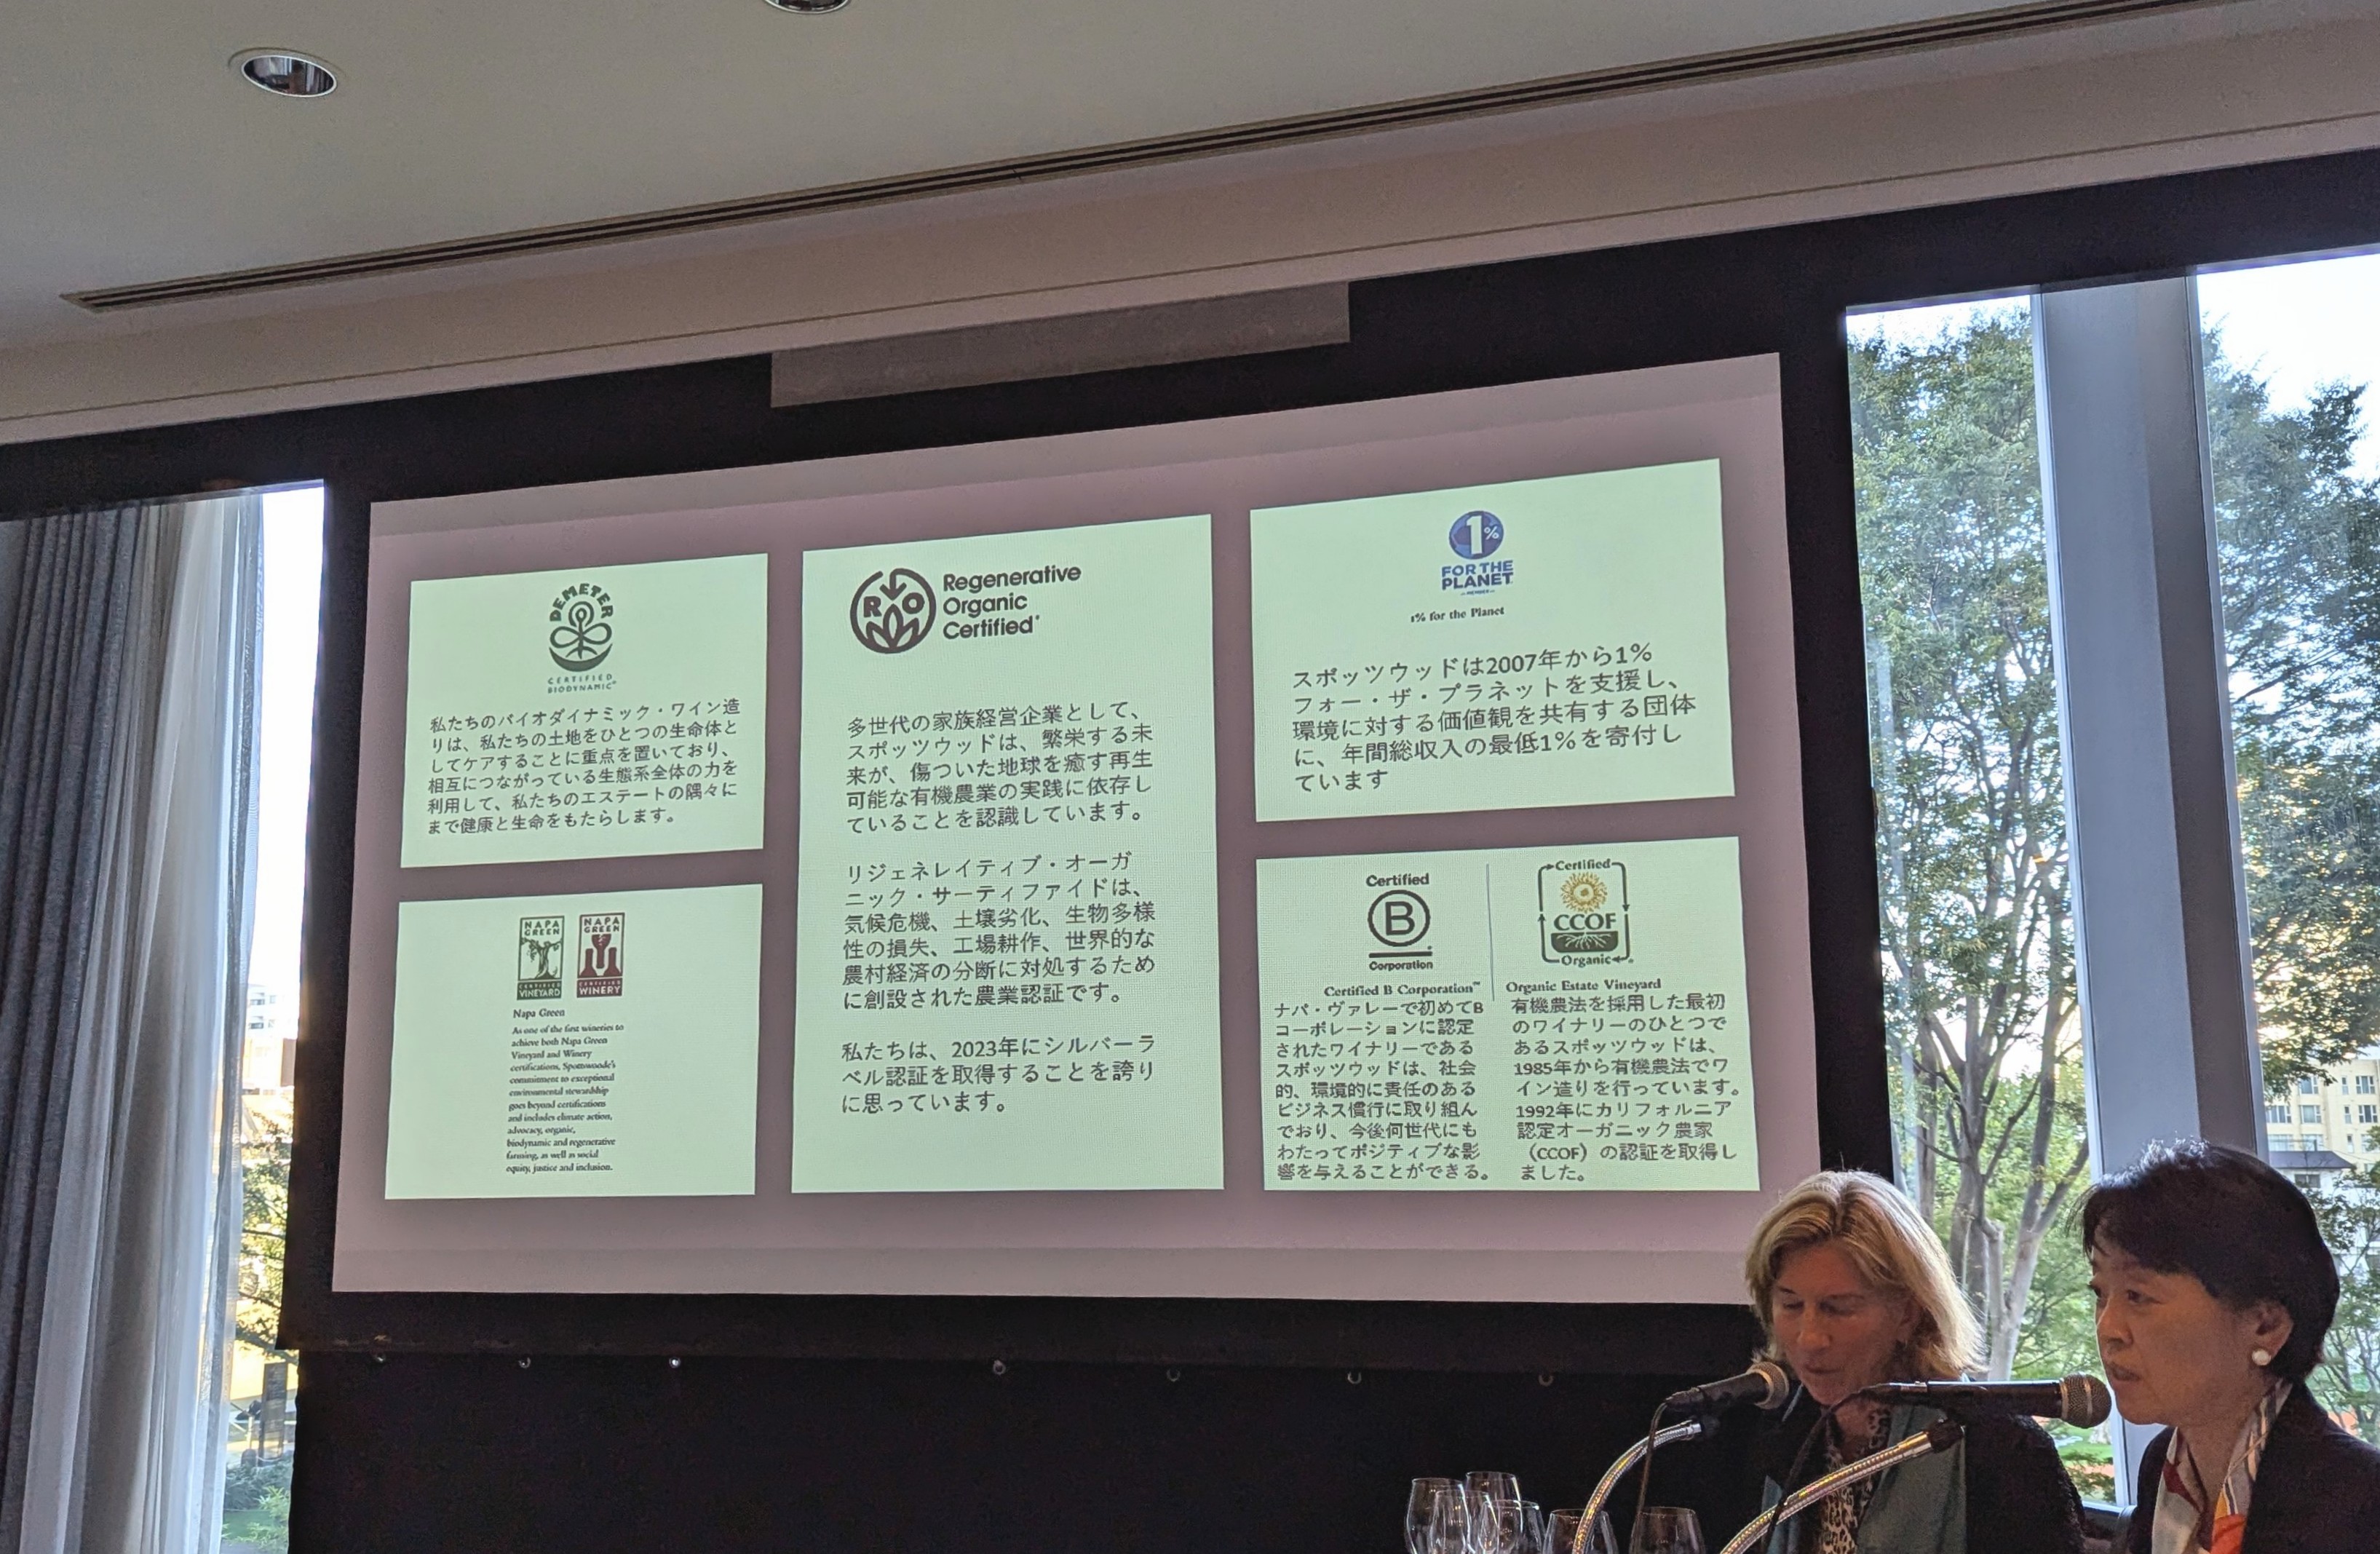 DEMETER
CERTIFIED
BIODYNAMIC®
私たちのバイオダイナミック・ワイン造
りは、私たちの土地をひとつの生命体と
してケアすることに重点を置いており、
相互につながっている生態系全体の力を
利用して、私たちのエステートの隅々に
まで健康と生命をもたらします。
NAPA
GREEN
CERTIFIED
VINEYARD
NAPA
GREEN
CERTIFIED
WINERY
Napa Green
As one of the first wineries to
achieve both Napa Green
Vineyard and Winery
certifications, Spottswoode's
commitment to exceptional
environmental stewardship
goes beyond certifications
and includes climate action,
advocacy, organic,
biodynamic and regenerative
farming, as well as social
equity, justice and inclusion.
R O
Regenerative
Organic
Certified®
多世代の家族経営企業として、
スポッツウッドは、繁栄する未
来が、傷ついた地球を癒す再生
可能な有機農業の実践に依存し
ていることを認識しています。
リジェネレイティブ・オーガ
ニック・サーティファイドは、
気候危機、土壌劣化、生物多様
性の損失、工場耕作、世界的な
農村経済の分断に対処するため
に創設された農業認証です。
私たちは、2023年にシルバーラ
ベル認証を取得することを誇り
に思っています。
1%
FOR THE
PLANET
MEMBER
1% for the Planet
スポッツウッドは2007年から1%
フォー・ザ・プラネットを支援し、
環境に対する価値観を共有する団体
に、年間総収入の最低1%を寄付し
ています
Certified
B
Corporation
Certified B Corporation™
ナパ・ヴァレーで初めてB
コーポレーションに認定
されたワイナリーである
スポッツウッドは、社会
的、環境的に責任のある
ビジネス慣行に取り組ん
でおり、今後何世代にも
わたってポジティブな影
響を与えることができる。
Certified
CCOF
Organic
Organic Estate Vineyard
有機農法を採用した最初
のワイナリーのひとつで
あるスポッツウッドは、
1985年から有機農法でワ
イン造りを行っています。
1992年にカリフォルニア
認定オーガニック農家
（CCOF）の認証を取得し
ました。